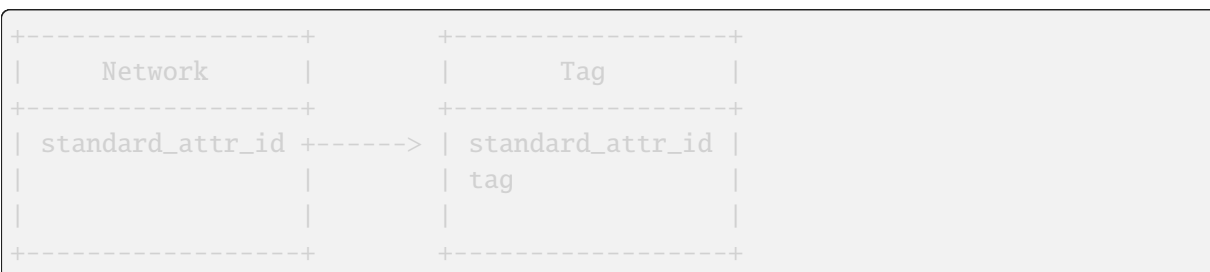 +-------------------+        +-------------------+
|      Network      |        |        Tag        |
+-------------------+        +-------------------+
| standard_attr_id +------> | standard_attr_id |
|                   |        | tag               |
|                   |        |                   |
+-------------------+        +-------------------+